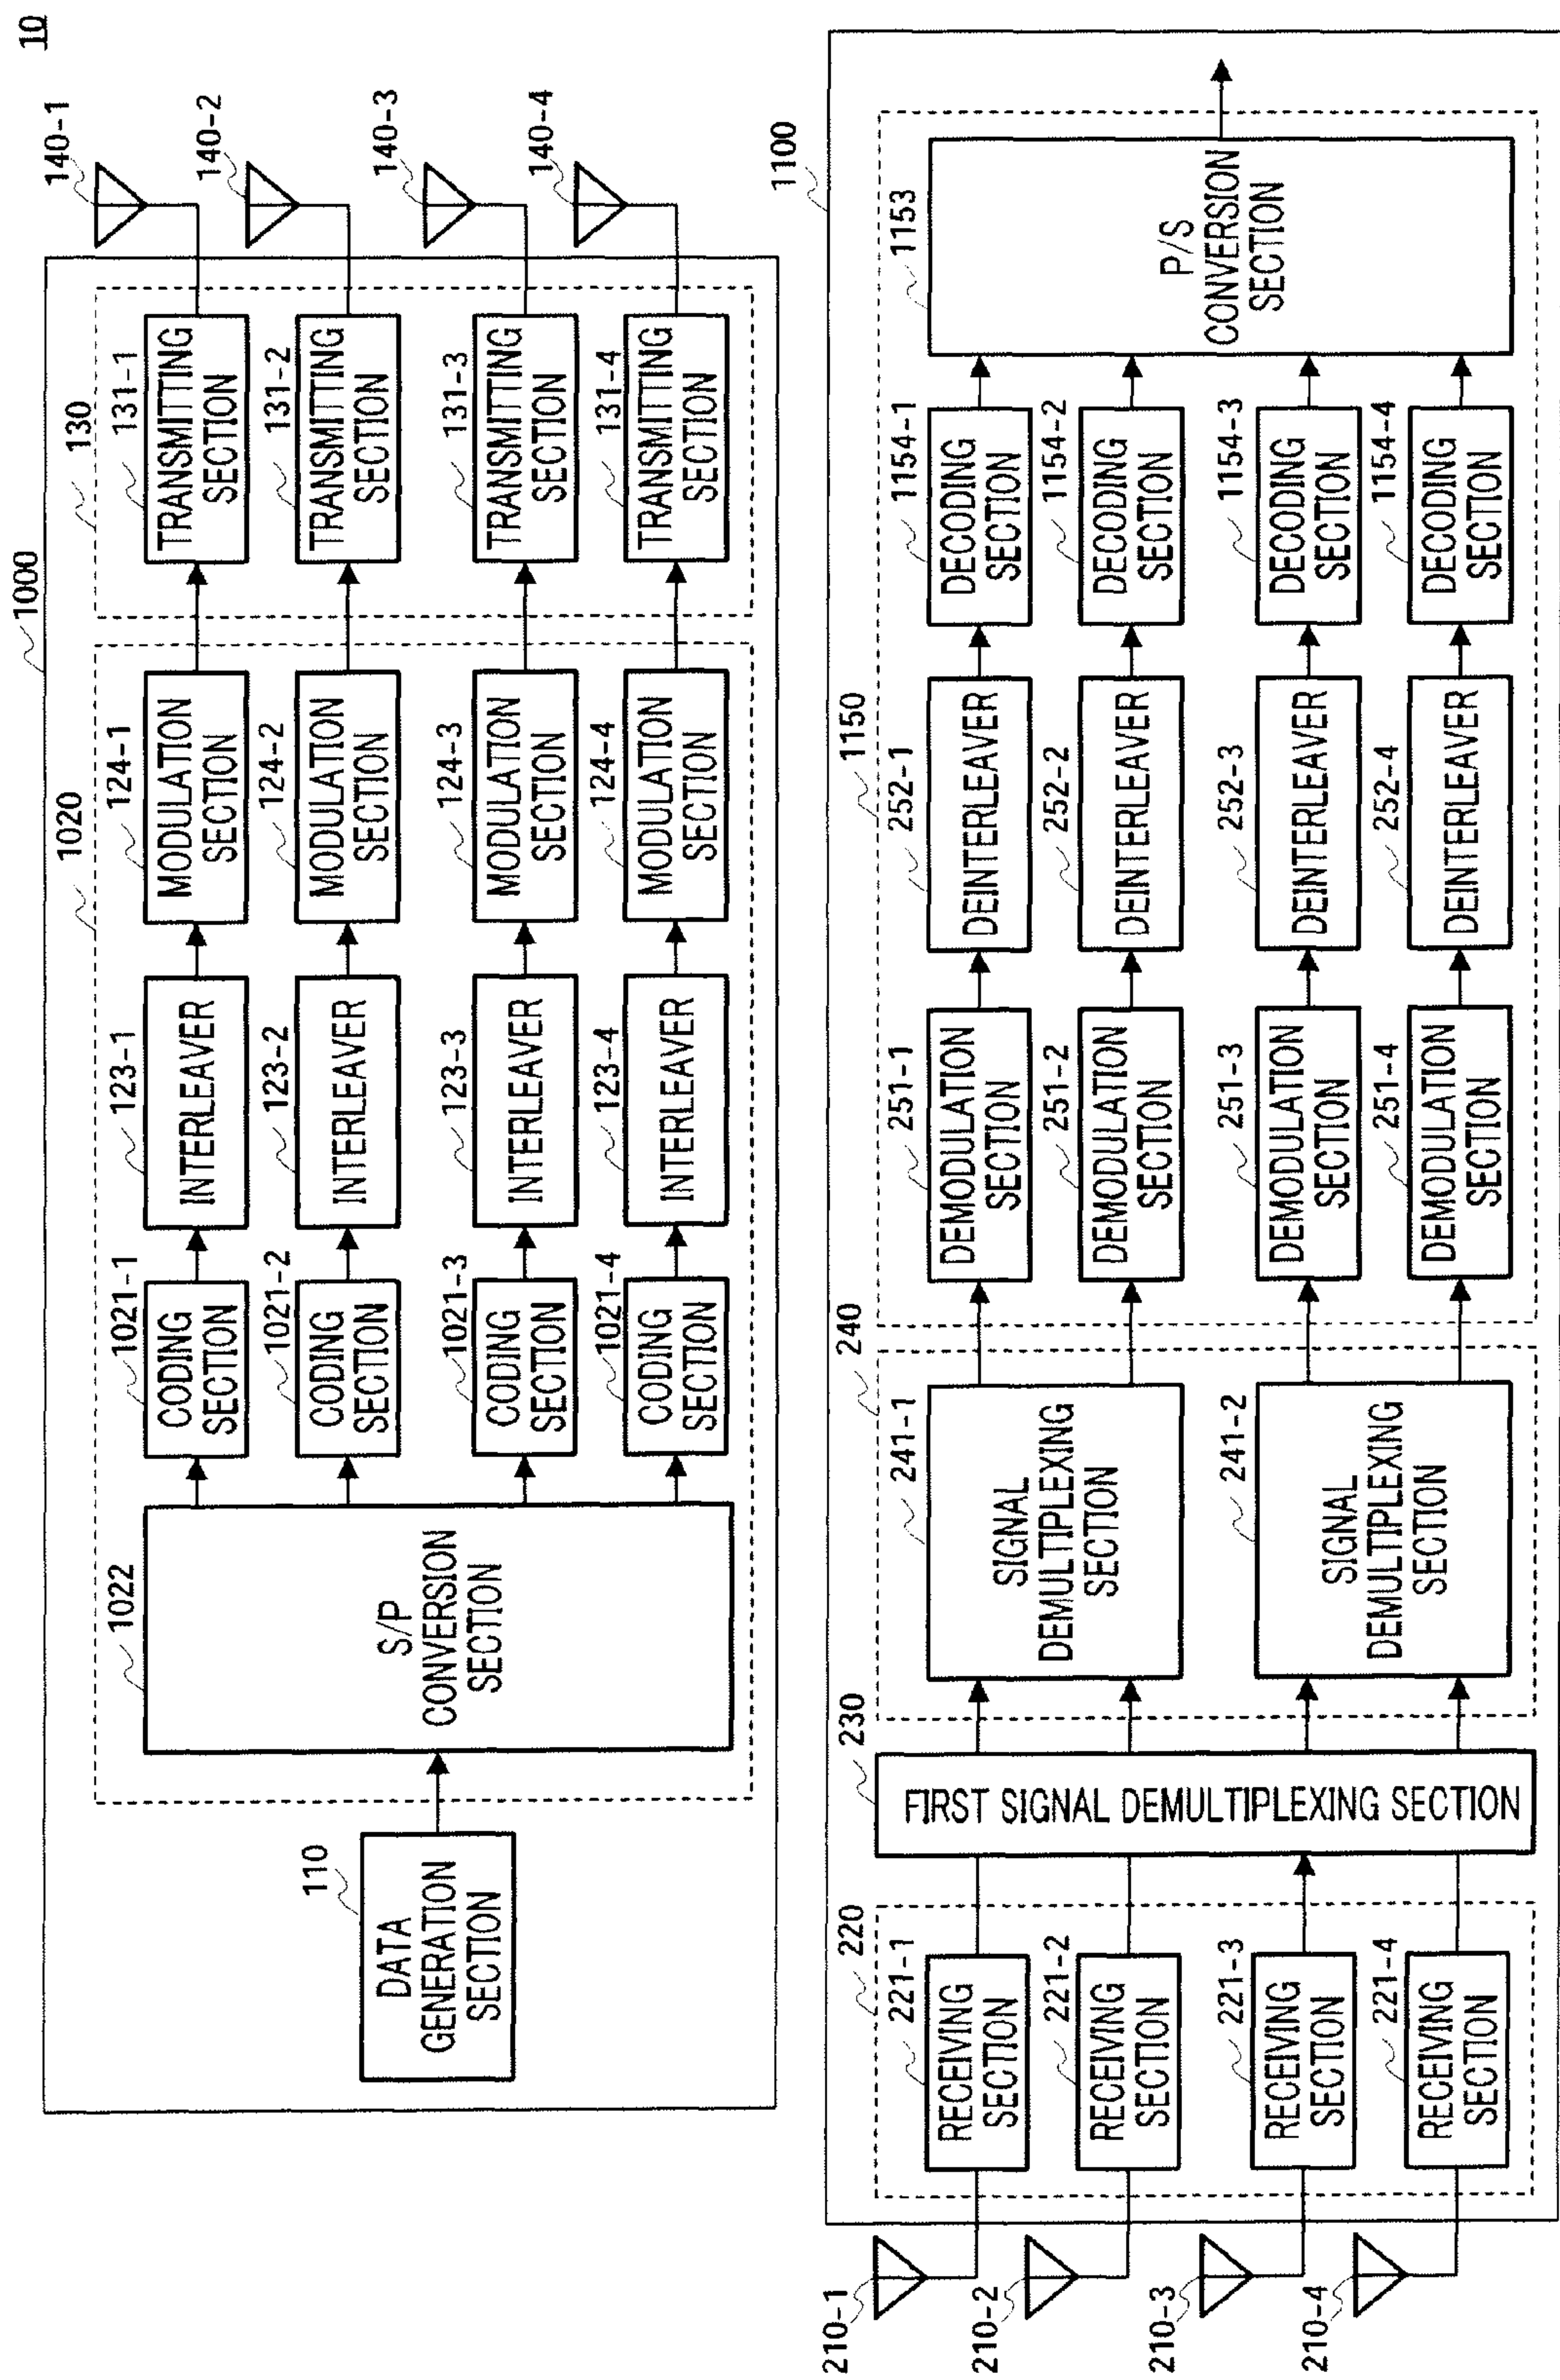 10
1000
1020
130
110
DATA
GENERATION
SECTION
1022
S/P
CONVERSION
SECTION
1021-1
CODING
SECTION
123-1
INTERLEAVER
124-1
MODULATION
SECTION
131-1
TRANSMITTING
SECTION
140-1
1021-2
CODING
SECTION
123-2
INTERLEAVER
124-2
MODULATION
SECTION
131-2
TRANSMITTING
SECTION
140-2
1021-3
CODING
SECTION
123-3
INTERLEAVER
124-3
MODULATION
SECTION
131-3
TRANSMITTING
SECTION
140-3
1021-4
CODING
SECTION
123-4
INTERLEAVER
124-4
MODULATION
SECTION
131-4
TRANSMITTING
SECTION
140-4
1100
220
230
240
1150
210-1
221-1
RECEIVING
SECTION
210-2
221-2
RECEIVING
SECTION
210-3
221-3
RECEIVING
SECTION
210-4
221-4
RECEIVING
SECTION
FIRST SIGNAL DEMULTIPLEXING SECTION
241-1
SIGNAL
DEMULTIPLEXING
SECTION
241-2
SIGNAL
DEMULTIPLEXING
SECTION
251-1
DEMODULATION
SECTION
252-1
DEINTERLEAVER
1154-1
DECODING
SECTION
251-2
DEMODULATION
SECTION
252-2
DEINTERLEAVER
1154-2
DECODING
SECTION
251-3
DEMODULATION
SECTION
252-3
DEINTERLEAVER
1154-3
DECODING
SECTION
251-4
DEMODULATION
SECTION
252-4
DEINTERLEAVER
1154-4
DECODING
SECTION
1153
P/S
CONVERSION
SECTION